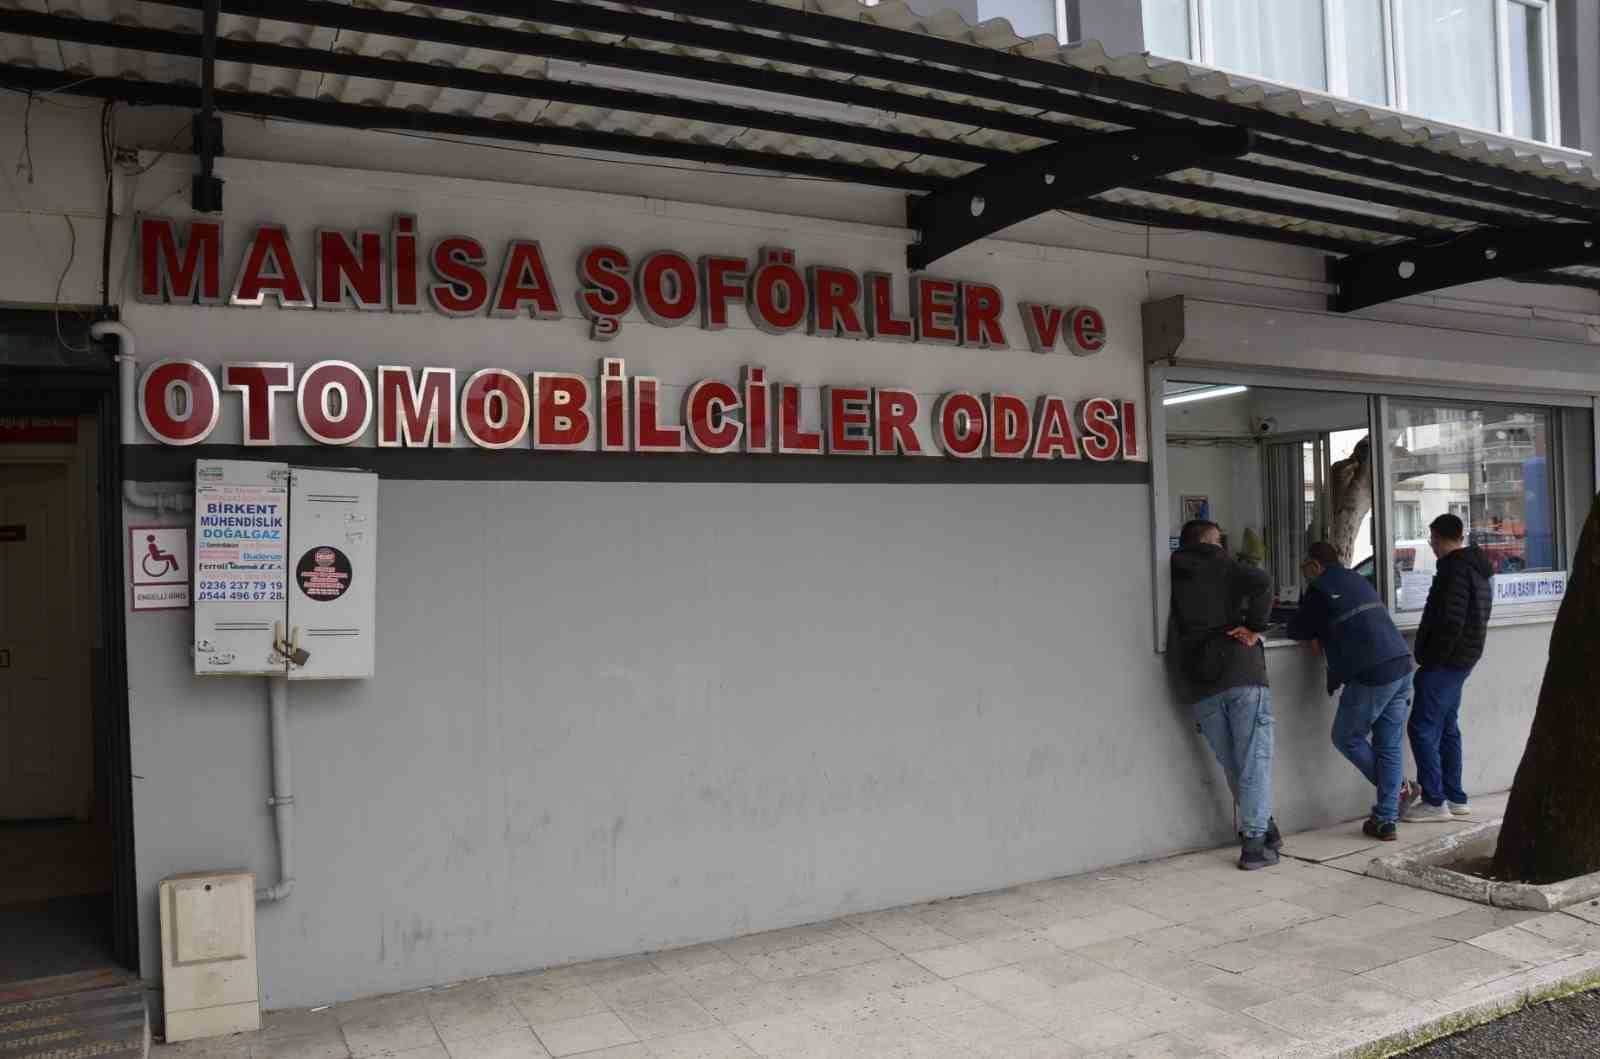 MANİSA ŞOFÖRLER ve
OTOMOBİLCİLER ODASI
BİRKENT
MÜHENDİSLİK
DOĞALGAZ
Buderus
Ferroli
0236 237 79 19
0544 496 67 28
ENGELLİ GİRİŞ
PLAKA BASIM ATÖLYESİ